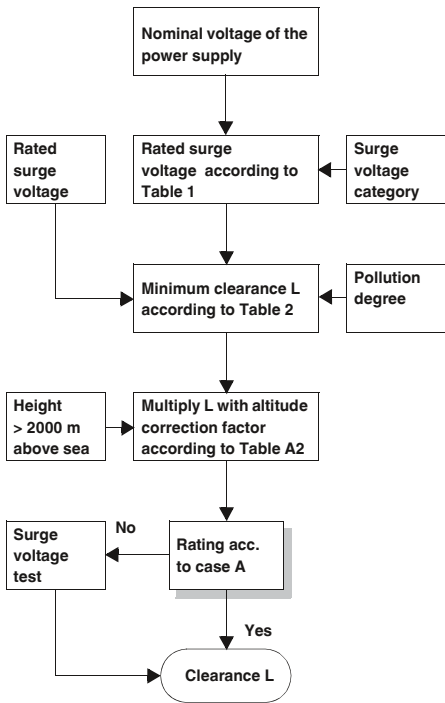 Nominal voltage of the
power supply
Rated
surge
voltage
Rated surge
voltage according to
Table 1
Surge
voltage
category
Minimum clearance L
according to Table 2
Pollution
degree
Height
> 2000 m
above sea
Multiply L with altitude
correction factor
according to Table A2
Surge
voltage
test
No
Rating acc.
to case A
Yes
Clearance L